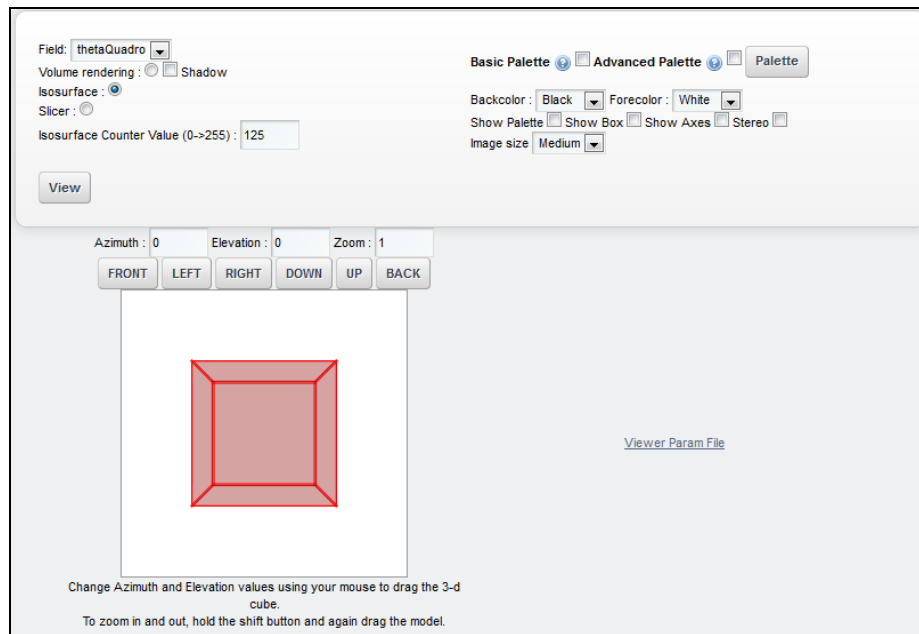 Field: thetaQuadro
Volume rendering : Shadow
Isosurface :
Slicer :
Isosurface Counter Value (0->255) : 125
View
Basic Palette Advanced Palette Palette
Backcolor : Black Forecolor : White
Show Palette Show Box Show Axes Stereo
Image size Medium
Azimuth : 0 Elevation : 0 Zoom : 1
FRONT LEFT RIGHT DOWN UP BACK
Viewer Param File
Change Azimuth and Elevation values using your mouse to drag the 3-d
cube.
To zoom in and out, hold the shift button and again drag the model.